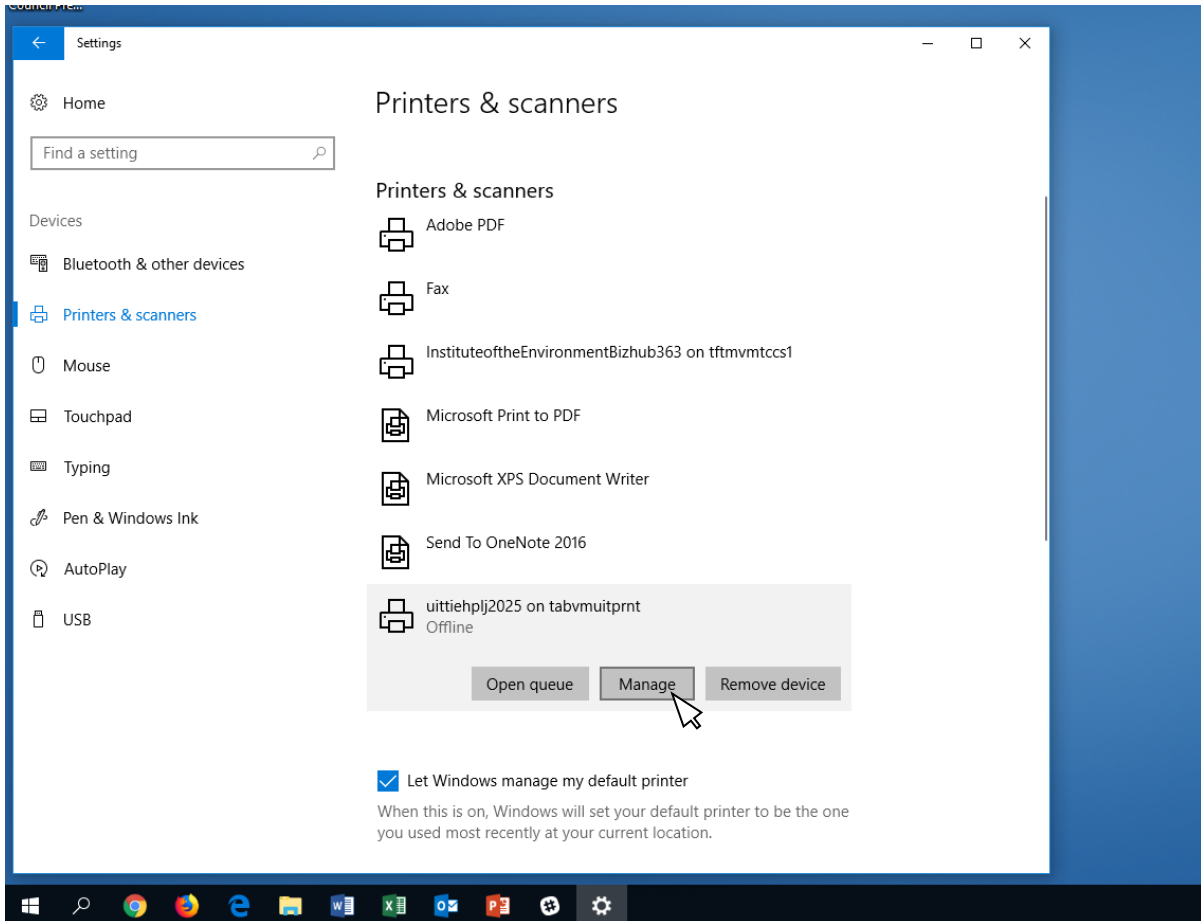 Council Pre...
Settings
Home
Find a setting
Devices
Bluetooth & other devices
Printers & scanners
Mouse
Touchpad
Typing
Pen & Windows Ink
AutoPlay
USB
Printers & scanners
Printers & scanners
Adobe PDF
Fax
InstituteoftheEnvironmentBizhub363 on tftmvmtccs1
Microsoft Print to PDF
Microsoft XPS Document Writer
Send To OneNote 2016
uittiehplj2025 on tabvmuitprnt
Offline
Open queue Manage Remove device
Let Windows manage my default printer
When this is on, Windows will set your default printer to be the one
you used most recently at your current location.